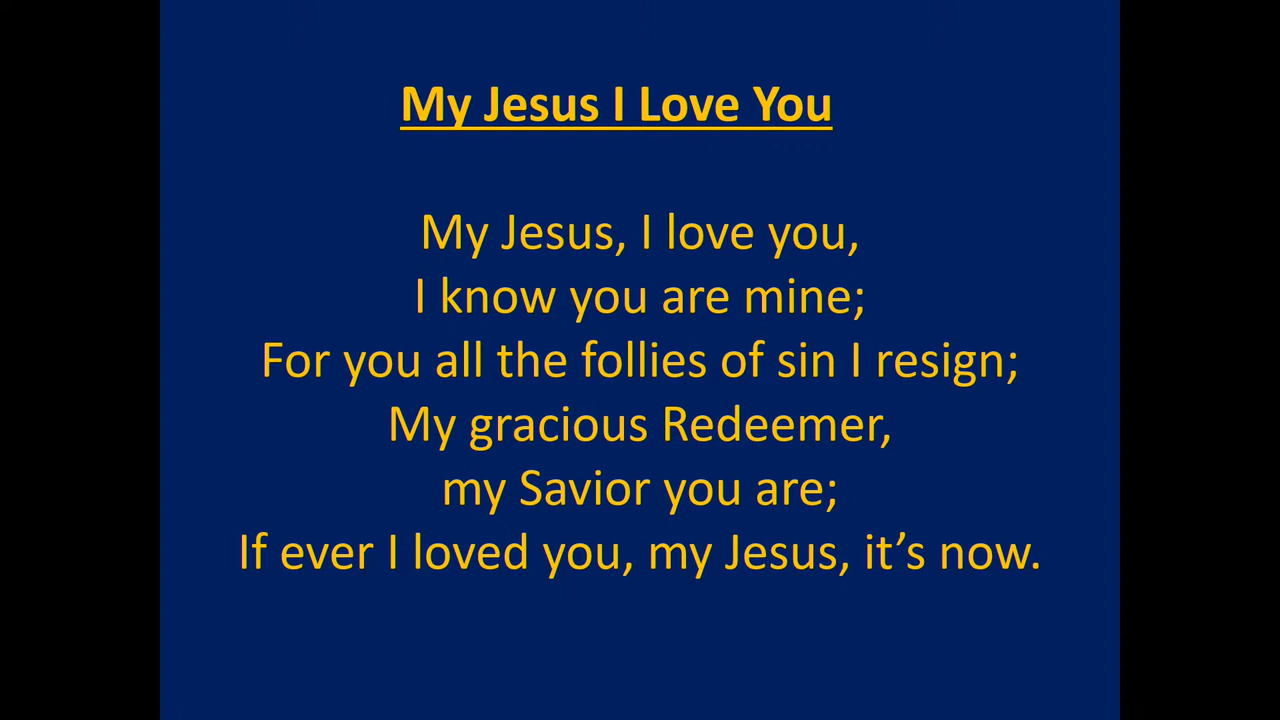 My Jesus I Love You
My Jesus, I love you,
I know you are mine;
For you all the follies of sin I resign;
My gracious Redeemer,
my Savior you are;
If ever I loved you, my Jesus, it’s now.